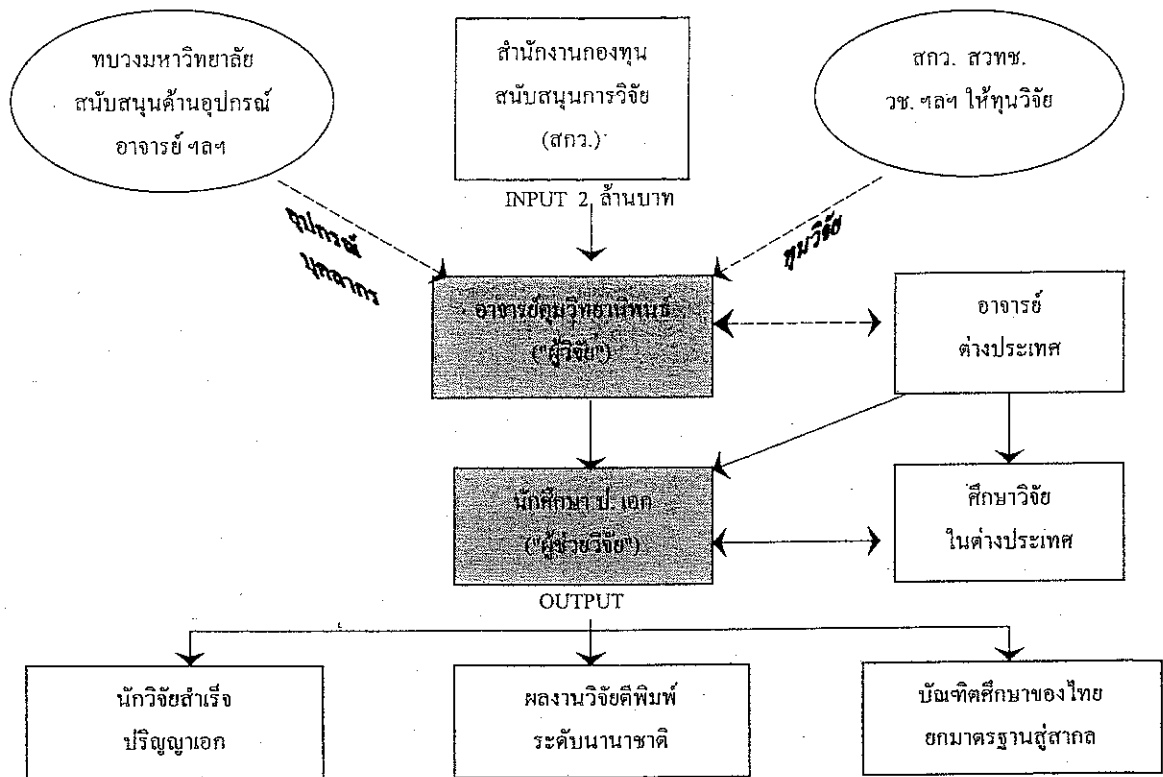 ทบวงมหาวิทยาลัย
สนับสนุนด้านอุปกรณ์
อาจารย์ ฯลฯ
สำนักงานกองทุน
สนับสนุนการวิจัย
(สกว.)
สกว. สวทช.
วช. ฯลฯ ให้ทุนวิจัย
INPUT 2 ล้านบาท
อุปกรณ์
บุคลากร
ทุนวิจัย
อาจารย์คุมวิทยานิพนธ์
("ผู้วิจัย")
อาจารย์
ต่างประเทศ
นักศึกษา ป. เอก
("ผู้ช่วยวิจัย")
ศึกษาวิจัย
ในต่างประเทศ
OUTPUT
นักวิจัยสำเร็จ
ปริญญาเอก
ผลงานวิจัยตีพิมพ์
ระดับนานาชาติ
บัณฑิตศึกษาของไทย
ยกมาตรฐานสู่สากล